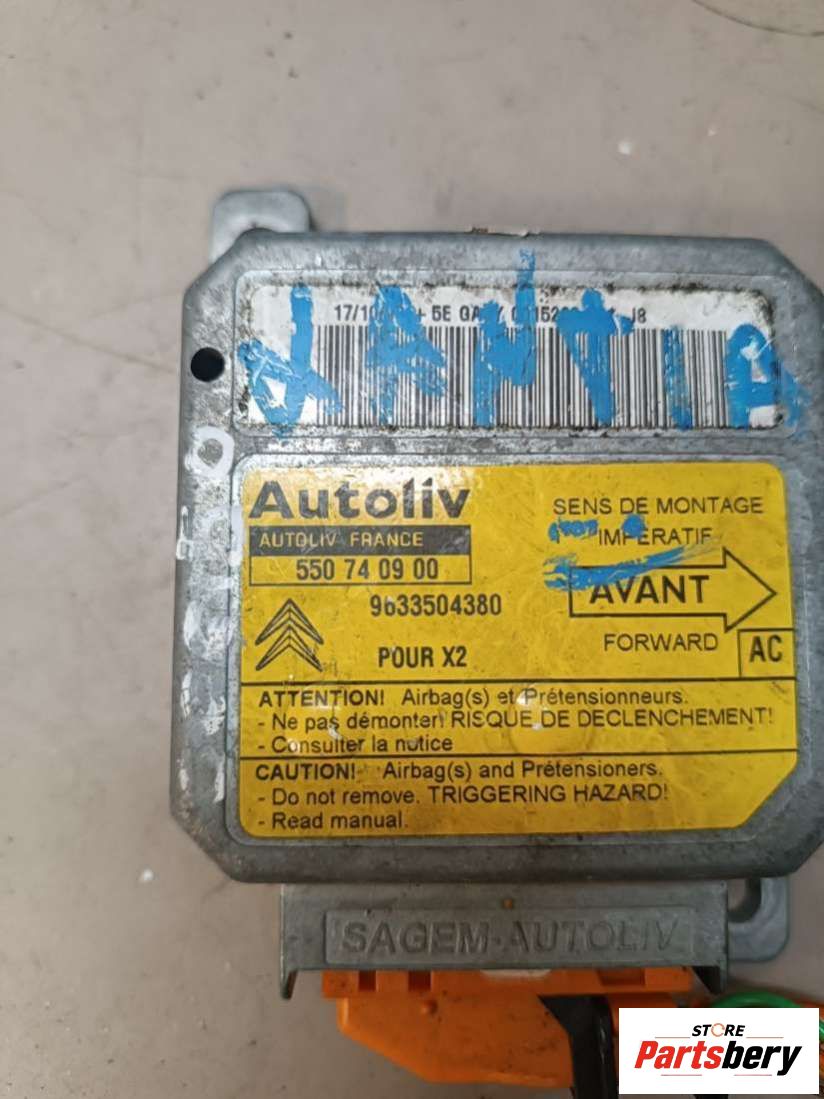 5E
XANTIA
Autoliv
AUTOLIV FRANCE
550 74 09 00
9633504380
POUR X2
SENS DE MONTAGE
IMPERATIF
AVANT
FORWARD
AC
ATTENTION! Airbag(s) et Prétensionneurs.
- Ne pas démonter! RISQUE DE DECLENCHEMENT!
- Consulter la notice
CAUTION! Airbag(s) and Prétensioners.
- Do not remove. TRIGGERING HAZARD!
- Read manual.
SAGEM-AUTOLIV
STORE
Partsbery